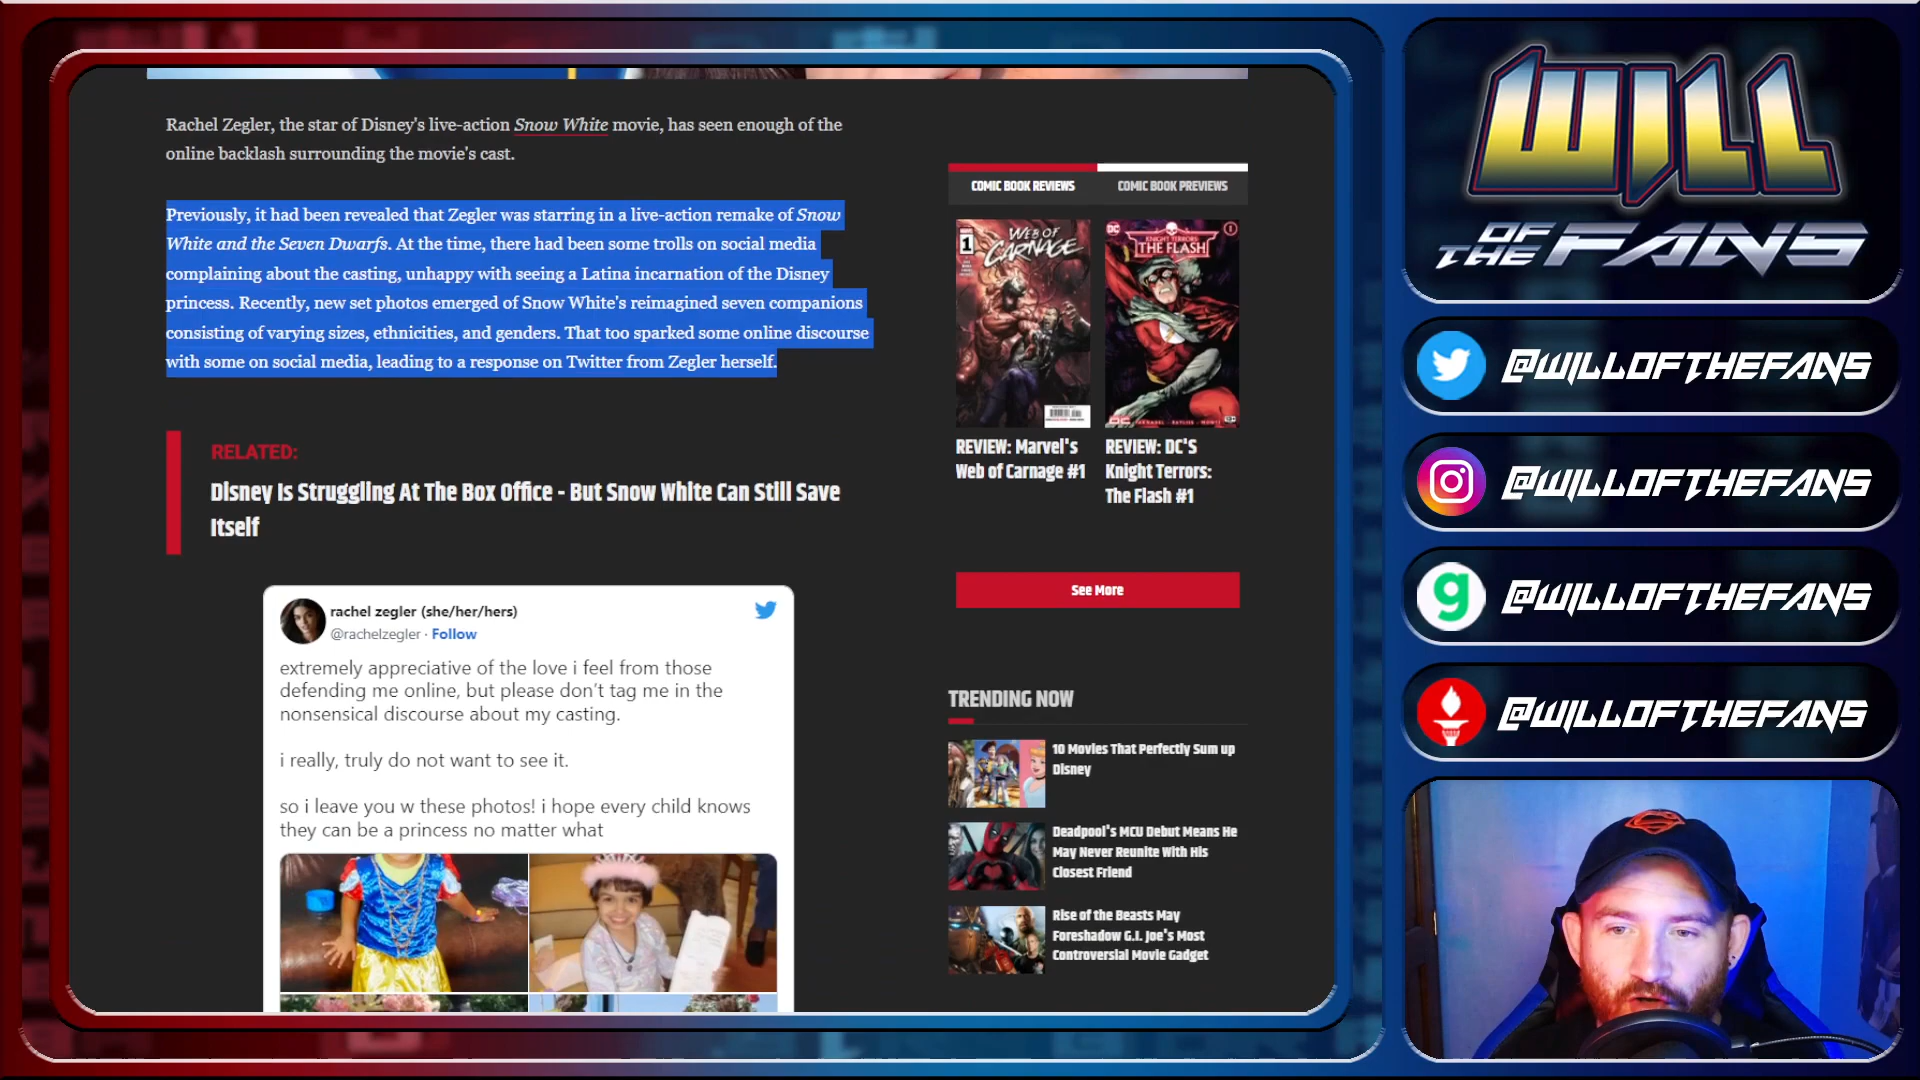 Rachel Zegler, the star of Disney's live-action Snow White movie, has seen enough of the
online backlash surrounding the movie's cast.
Previously, it had been revealed that Zegler was starring in a live-action remake of Snow
White and the Seven Dwarfs. At the time, there had been some trolls on social media
complaining about the casting, unhappy with seeing a Latina incarnation of the Disney
princess. Recently, new set photos emerged of Snow White's reimagined seven companions
consisting of varying sizes, ethnicities, and genders. That too sparked some online discourse
with some on social media, leading to a response on Twitter from Zegler herself.
RELATED:
Disney Is Struggling At The Box Office - But Snow White Can Still Save
Itself
rachel zegler (she/her/hers)
@rachelzegler · Follow
extremely appreciative of the love i feel from those
defending me online, but please don't tag me in the
nonsensical discourse about my casting.
i really, truly do not want to see it.
so i leave you w these photos! i hope every child knows
they can be a princess no matter what
COMIC BOOK REVIEWS
COMIC BOOK PREVIEWS
WEB OF
CARNAGE
1
DC
KNIGHT TERRORS:
THE FLASH
REVIEW: Marvel's
Web of Carnage #1
REVIEW: DC'S
Knight Terrors:
The Flash #1
See More
TRENDING NOW
10 Movies That Perfectly Sum up
Disney
Deadpool's MCU Debut Means He
May Never Reunite With His
Closest Friend
Rise of the Beasts May
Foreshadow G.I. Joe's Most
Controversial Movie Gadget
WILL
OF
THE FANS
@WILLOFTHEFANS
@WILLOFTHEFANS
g
@WILLOFTHEFANS
@WILLOFTHEFANS